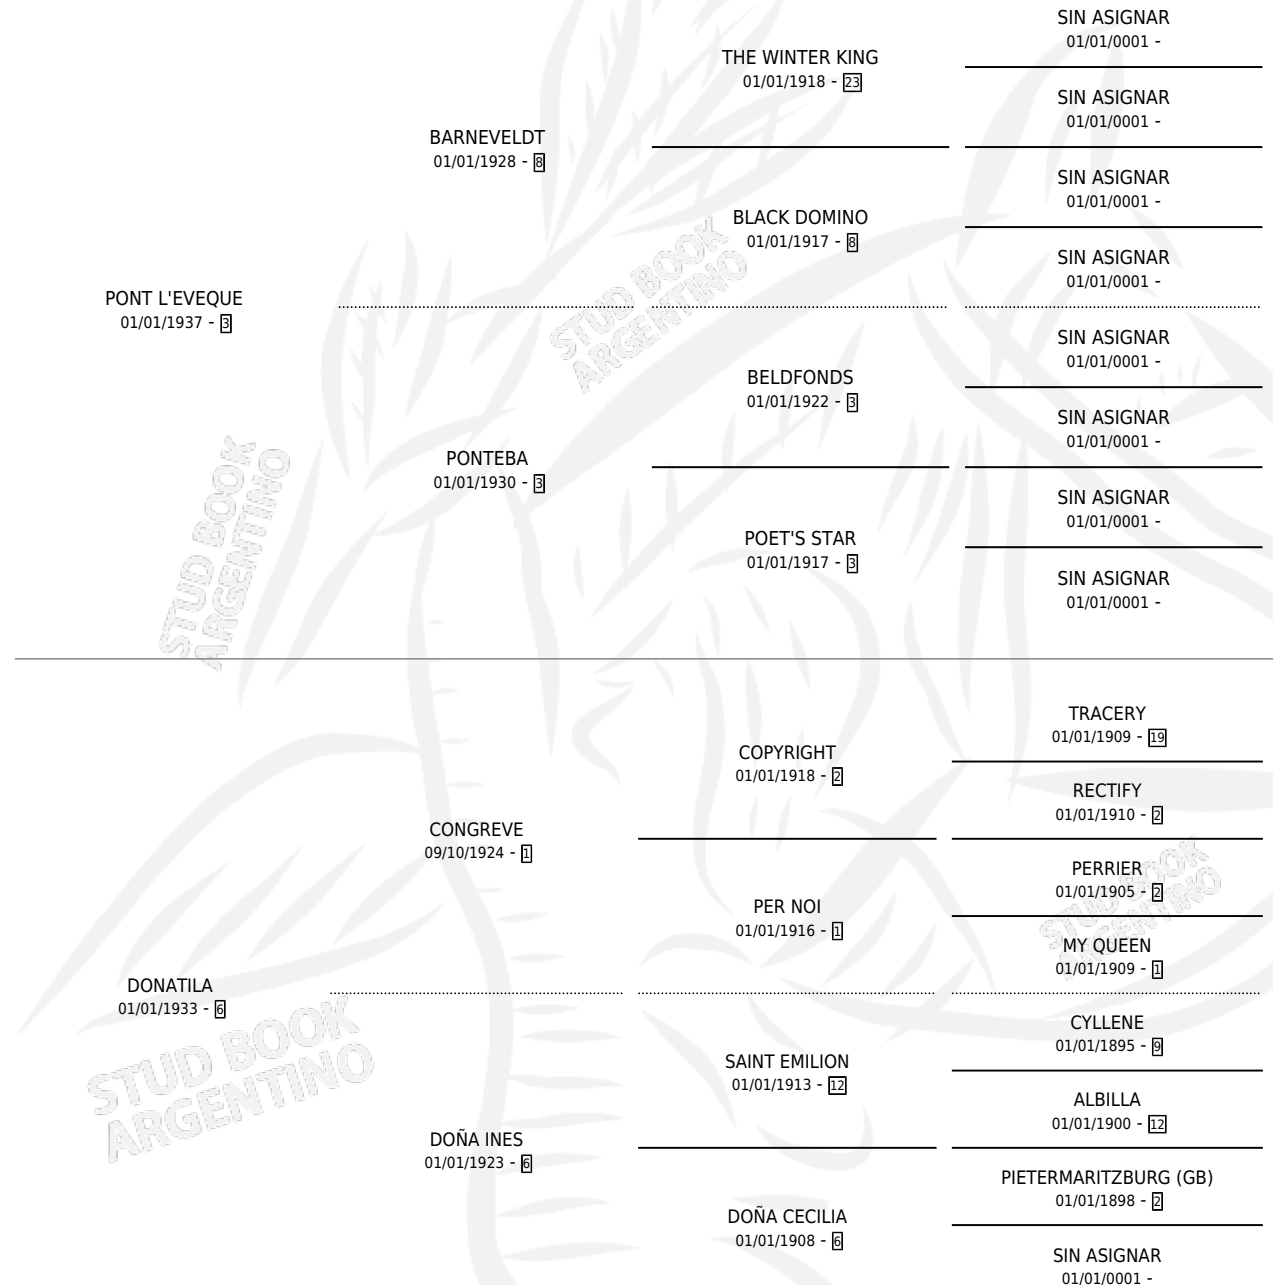 SIN ASIGNAR
01/01/0001 -
THE WINTER KING
01/01/1918 - 23
SIN ASIGNAR
01/01/0001 -
BARNEVELDT
01/01/1928 - 8
SIN ASIGNAR
01/01/0001 -
BLACK DOMINO
01/01/1917 - 8
SIN ASIGNAR
01/01/0001 -
PONT L'EVEQUE
01/01/1937 - 3
STUD BOOK
ARGENTINO
SIN ASIGNAR
01/01/0001 -
BELDFONDS
01/01/1922 - 3
SIN ASIGNAR
01/01/0001 -
PONTEBA
01/01/1930 - 3
SIN ASIGNAR
01/01/0001 -
POET'S STAR
01/01/1917 - 3
SIN ASIGNAR
01/01/0001 -
STUD BOOK
ARGENTINO
TRACERY
01/01/1909 - 19
COPYRIGHT
01/01/1918 - 2
RECTIFY
01/01/1910 - 2
CONGREVE
09/10/1924 - 1
PERRIER
01/01/1905 - 2
PER NOI
01/01/1916 - 1
MY QUEEN
01/01/1909 - 1
STUD BOOK
ARGENTINO
DONATILA
01/01/1933 - 6
CYLLENE
01/01/1895 - 9
SAINT EMILION
01/01/1913 - 12
ALBILLA
01/01/1900 - 12
STUD BOOK
ARGENTINO
DOÑA INES
01/01/1923 - 6
PIETERMARITZBURG (GB)
01/01/1898 - 2
DOÑA CECILIA
01/01/1908 - 6
SIN ASIGNAR
01/01/0001 -